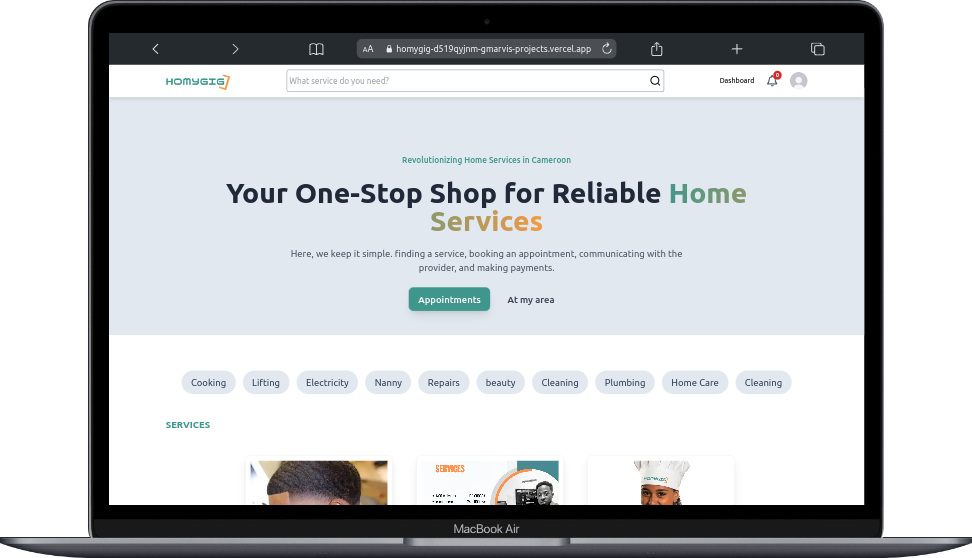 AA homygig-d519qyjnm-gmarvis-projects.vercel.app
HOMYGIG What service do you need? Dashboard 0
Revolutionizing Home Services in Cameroon
Your One-Stop Shop for Reliable Home
Services
Here, we keep it simple. finding a service, booking an appointment, communicating with the
provider, and making payments.
Appointments At my area
Cooking Lifting Electricity Nanny Repairs beauty Cleaning Plumbing Home Care Cleaning
SERVICES
SERVICES
HOMYGIG
MacBook Air